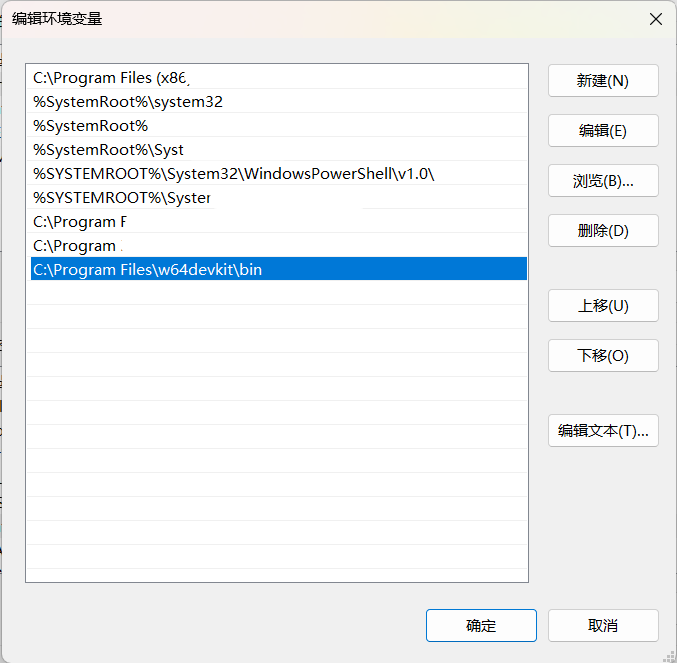 编辑环境变量
C:\Program Files (x86)
%SystemRoot%\system32
%SystemRoot%
%SystemRoot%\Syst
%SYSTEMROOT%\System32\WindowsPowerShell\v1.0\
%SYSTEMROOT%\Syster
C:\Program F
C:\Program
C:\Program Files\w64devkit\bin
新建(N)
编辑(E)
浏览(B)...
删除(D)
上移(U)
下移(O)
编辑文本(T)...
确定
取消